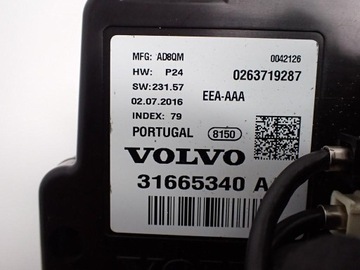 MFG: AD8QM 0042126
HW: P24 0263719287
SW:231.57
02.07.2016 EEA-AAA
INDEX: 79
PORTUGAL 8150
VOLVO
31665340 A